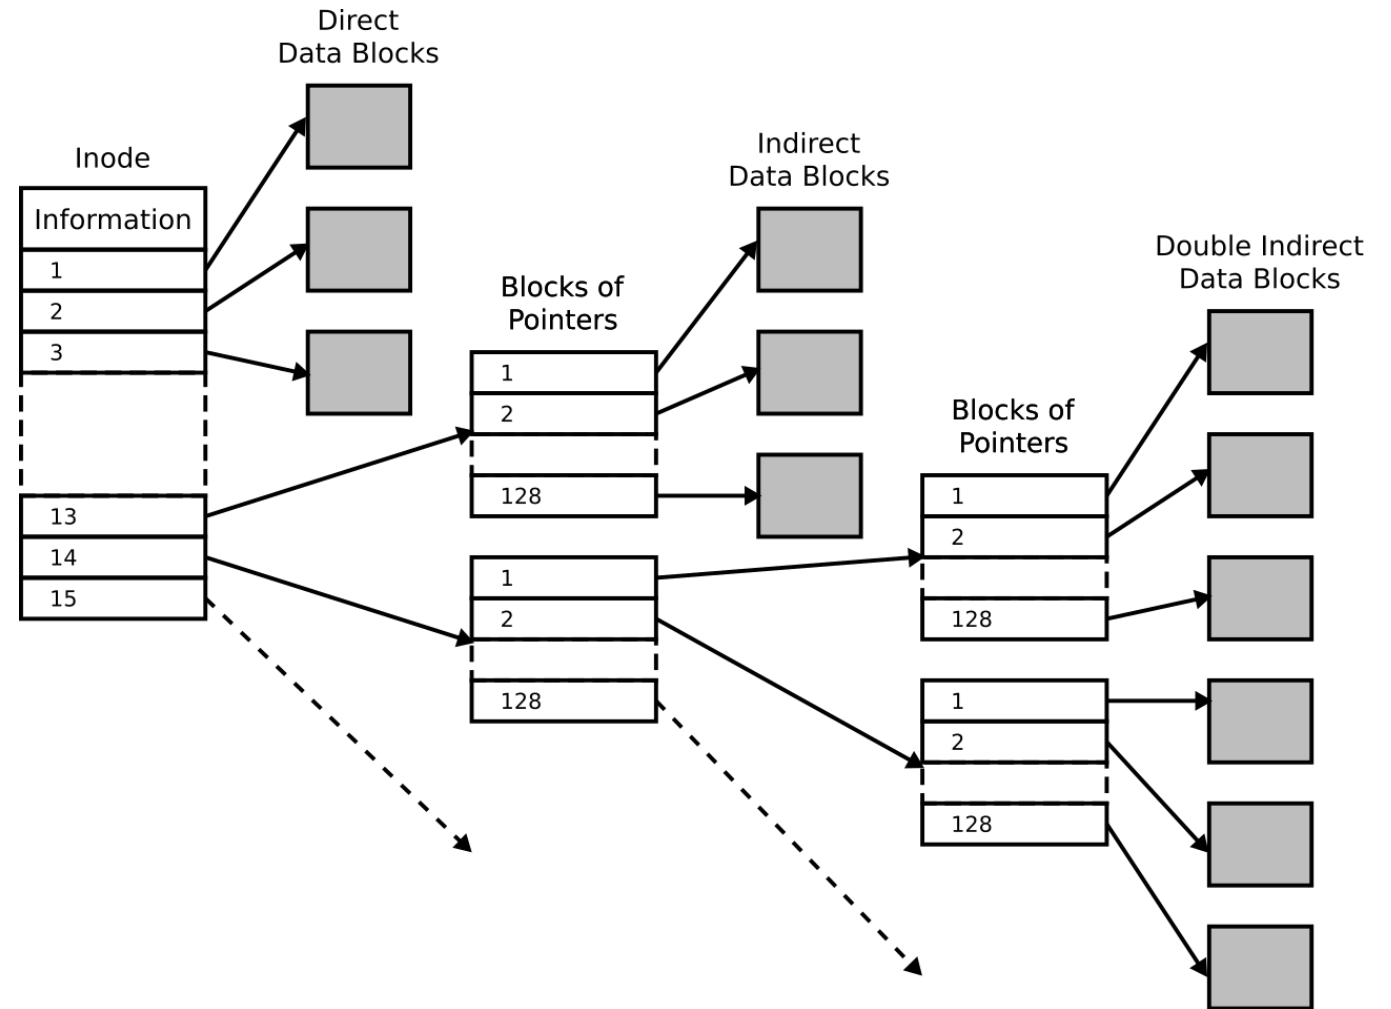 Direct
Data Blocks
Inode
Information
1
2
3
13
14
15
Blocks of
Pointers
1
2
128
1
2
128
Indirect
Data Blocks
Blocks of
Pointers
1
2
128
1
2
128
Double Indirect
Data Blocks